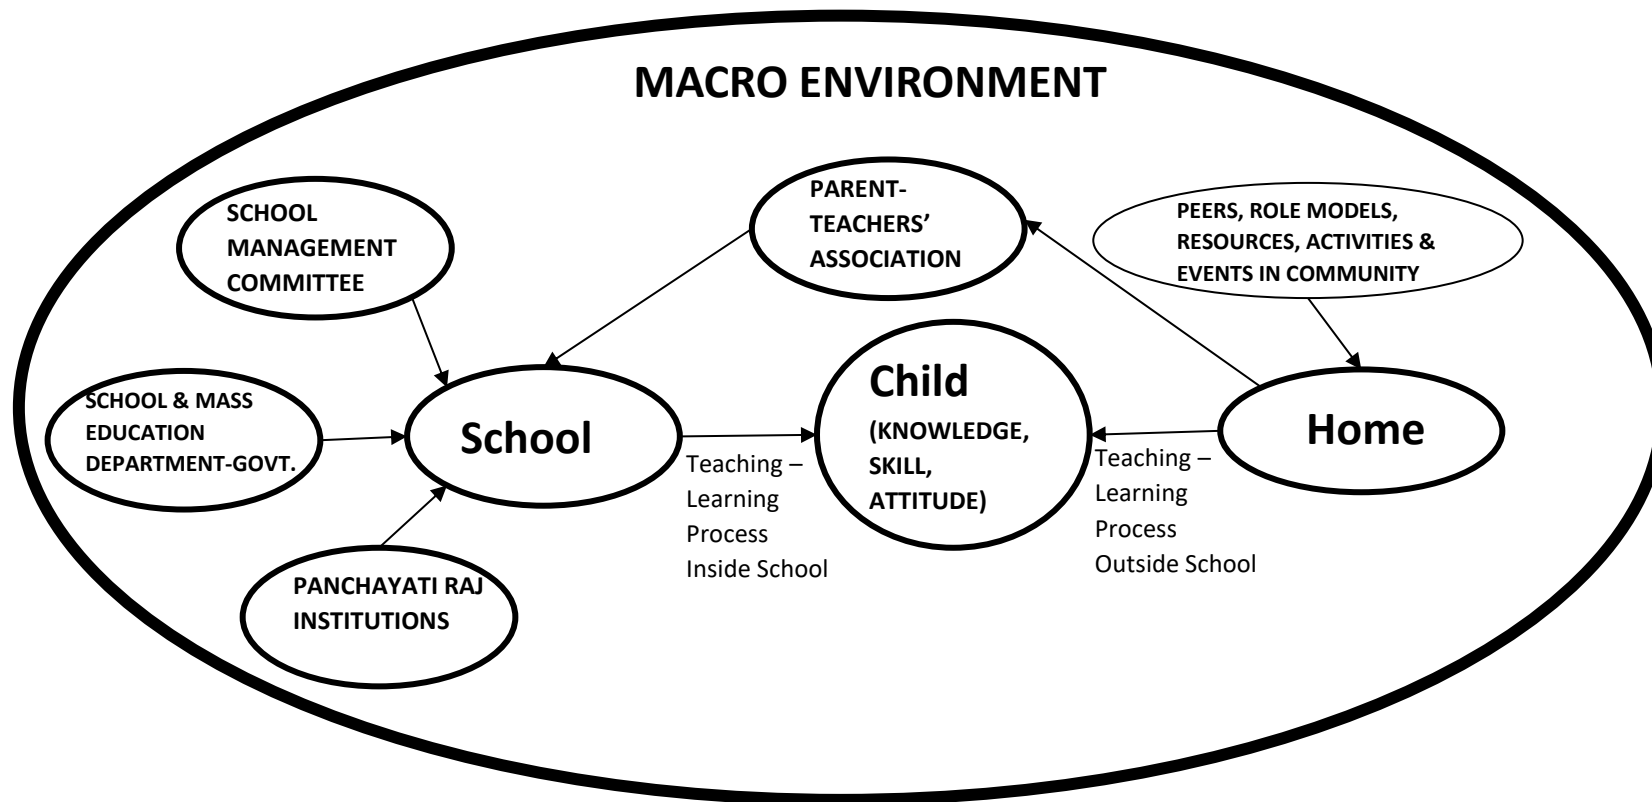 MACRO ENVIRONMENT
SCHOOL
MANAGEMENT
COMMITTEE
PARENT-
TEACHERS’
ASSOCIATION
PEERS, ROLE MODELS,
RESOURCES, ACTIVITIES &
EVENTS IN COMMUNITY
SCHOOL & MASS
EDUCATION
DEPARTMENT-GOVT.
School
Child
(KNOWLEDGE,
SKILL,
ATTITUDE)
Home
Teaching –
Learning
Process
Inside School
Teaching –
Learning
Process
Outside School
PANCHAYATI RAJ
INSTITUTIONS